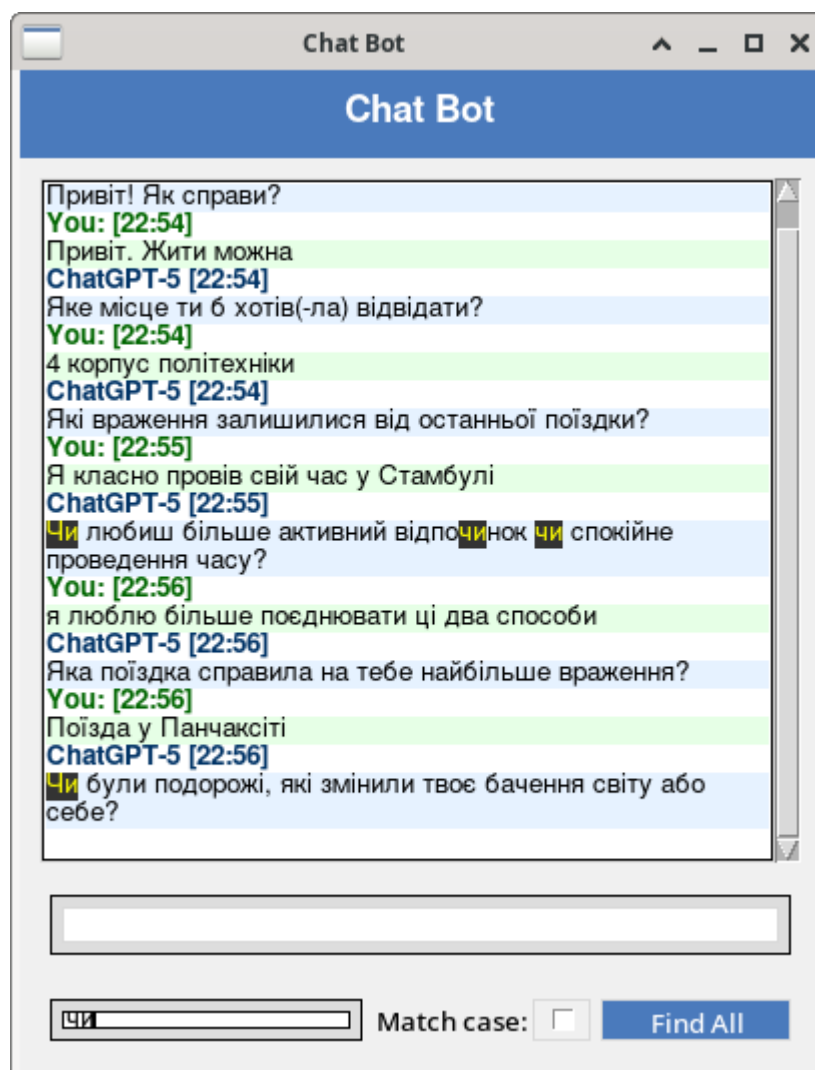 Chat Bot
Chat Bot
Привіт! Як справи?
You: [22:54]
Привіт. Жити можна
ChatGPT-5 [22:54]
Яке місце ти б хотів(-ла) відвідати?
You: [22:54]
4 корпус політехніки
ChatGPT-5 [22:54]
Які враження залишилися від останньої поїздки?
You: [22:55]
Я класно провів свій час у Стамбулі
ChatGPT-5 [22:55]
Чи любиш більше активний відпочинок чи спокійне
проведення часу?
You: [22:56]
я люблю більше поєднювати ці два способи
ChatGPT-5 [22:56]
Яка поїздка справила на тебе найбільше враження?
You: [22:56]
Поїзда у Панчаксіті
ChatGPT-5 [22:56]
Чи були подорожі, які змінили твоє бачення світу або
себе?
чи Match case: Find All